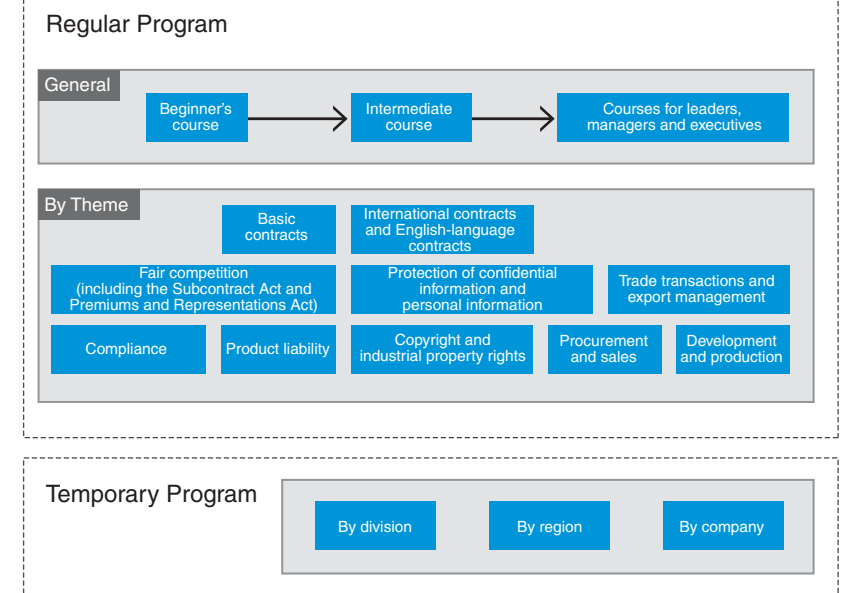 Regular Program
General
Beginner's
course
Intermediate
course
Courses for leaders,
managers and executives
By Theme
Basic
contracts
International contracts
and English-language
contracts
Fair competition
(including the Subcontract Act and
Premiums and Representations Act)
Protection of confidential
information and
personal information
Trade transactions and
export management
Compliance
Product liability
Copyright and
industrial property rights
Procurement
and sales
Development
and production
Temporary Program
By division
By region
By company